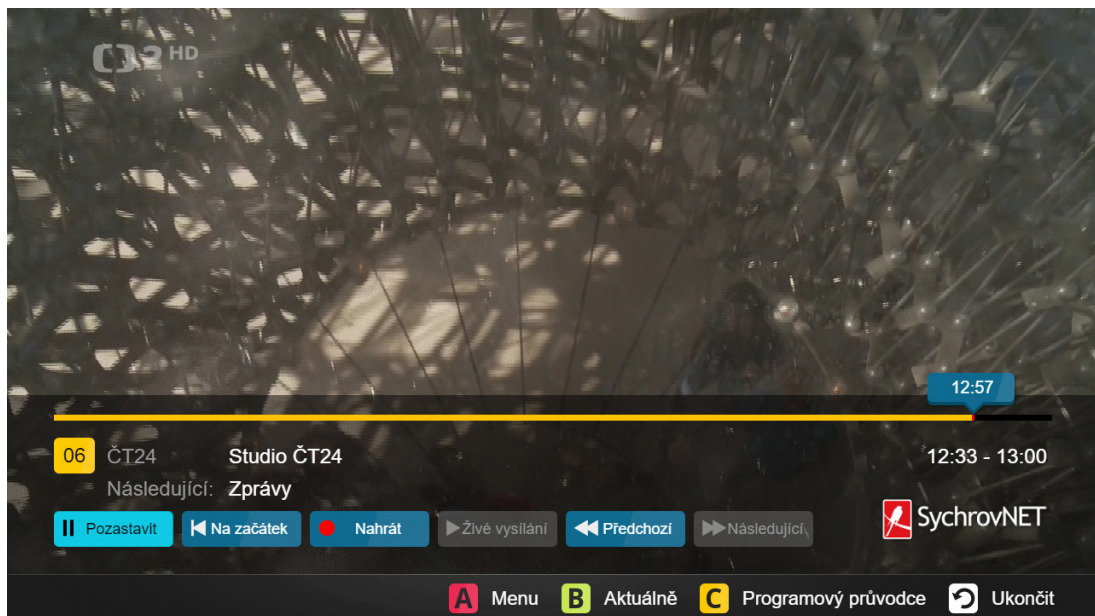 2 HD
12:57
06 ČT24 Studio ČT24 12:33 - 13:00
Následující: Zprávy
Pozastavit Na začátek Nahrát Živé vysílání Předchozí Následující
SychrovNET
A Menu B Aktuálně C Programový průvodce Ukončit